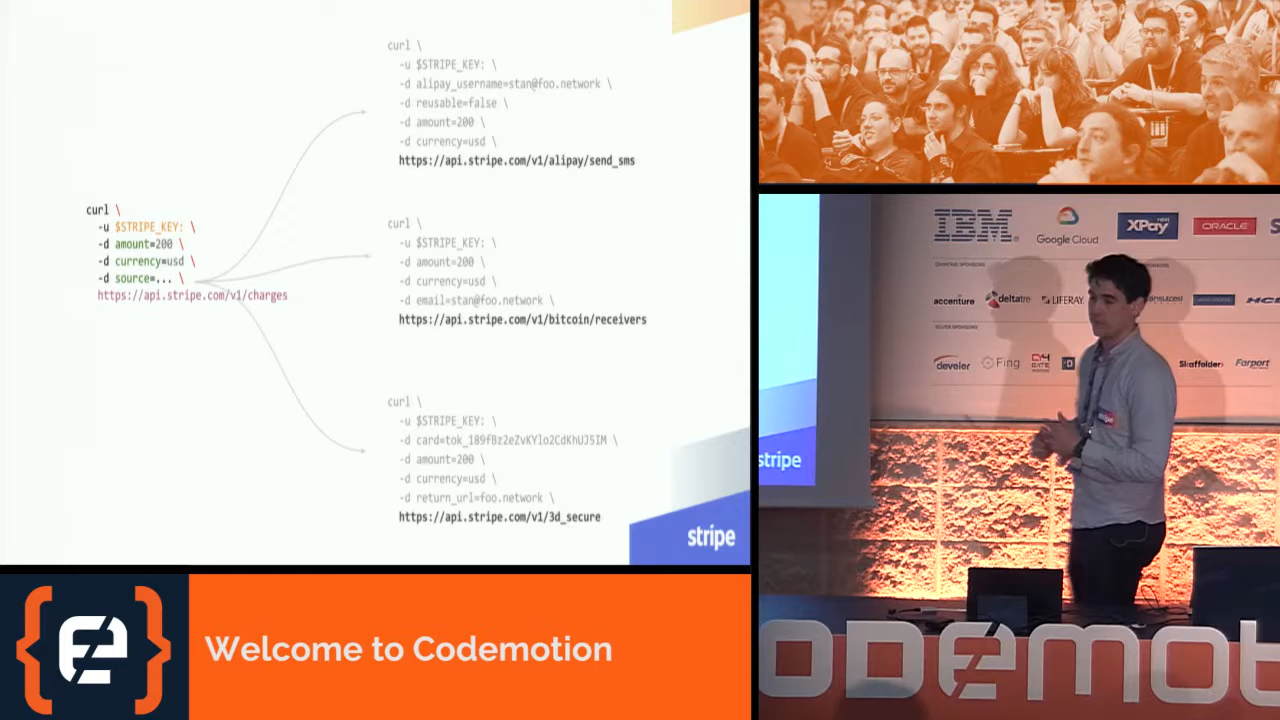 curl \
-u $STRIPE_KEY: \
-d amount=200 \
-d currency=usd \
-d source=... \
https://api.stripe.com/v1/charges
curl \
-u $STRIPE_KEY: \
-d alipay_username=stan@foo.network \
-d reusable=false \
-d amount=200 \
-d currency=usd \
https://api.stripe.com/v1/alipay/send_sms
curl \
-u $STRIPE_KEY: \
-d amount=200 \
-d currency=usd \
-d email=stan@foo.network \
https://api.stripe.com/v1/bitcoin/receivers
curl \
-u $STRIPE_KEY: \
-d card=tok_189fBz2eZvKYlo2CdKhUJ5IM \
-d amount=200 \
-d currency=usd \
-d return_url=foo.network \
https://api.stripe.com/v1/3d_secure
stripe
Welcome to Codemotion
IBM
Google Cloud
XPay
ORACLE
accenture
deltatre
LIFERAY
develer
Fing
Skaffolder
Farport
stripe
stripe
ODEMOT